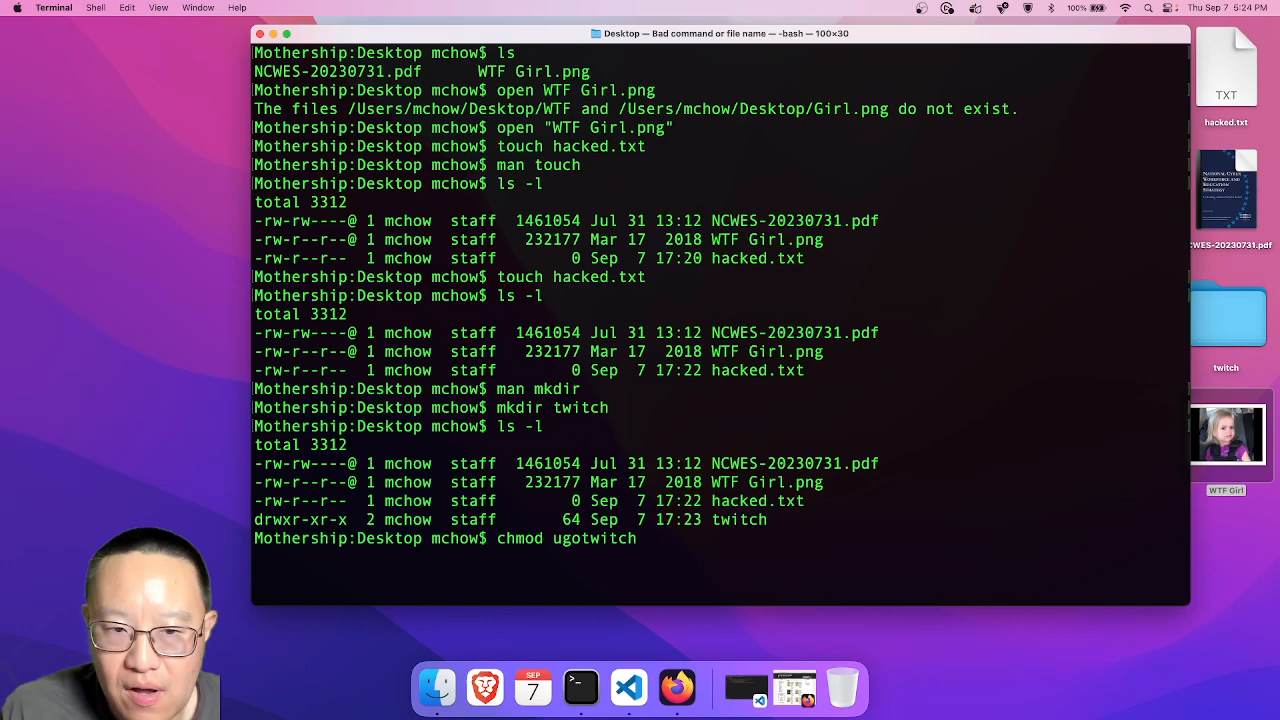 Terminal Shell Edit View Window Help 100% Thu Sep 7 5:24 PM
Desktop — Bad command or file name — -bash — 100×30
Mothership:Desktop mchow$ ls
NCWES-20230731.pdf WTF Girl.png
Mothership:Desktop mchow$ open WTF Girl.png
The files /Users/mchow/Desktop/WTF and /Users/mchow/Desktop/Girl.png do not exist.
Mothership:Desktop mchow$ open "WTF Girl.png"
Mothership:Desktop mchow$ touch hacked.txt
Mothership:Desktop mchow$ man touch
Mothership:Desktop mchow$ ls -l
total 3312
-rw-rw----@ 1 mchow staff 1461054 Jul 31 13:12 NCWES-20230731.pdf
-rw-r--r--@ 1 mchow staff 232177 Mar 17 2018 WTF Girl.png
-rw-r--r-- 1 mchow staff 0 Sep 7 17:20 hacked.txt
Mothership:Desktop mchow$ touch hacked.txt
Mothership:Desktop mchow$ ls -l
total 3312
-rw-rw----@ 1 mchow staff 1461054 Jul 31 13:12 NCWES-20230731.pdf
-rw-r--r--@ 1 mchow staff 232177 Mar 17 2018 WTF Girl.png
-rw-r--r-- 1 mchow staff 0 Sep 7 17:22 hacked.txt
Mothership:Desktop mchow$ man mkdir
Mothership:Desktop mchow$ mkdir twitch
Mothership:Desktop mchow$ ls -l
total 3312
-rw-rw----@ 1 mchow staff 1461054 Jul 31 13:12 NCWES-20230731.pdf
-rw-r--r--@ 1 mchow staff 232177 Mar 17 2018 WTF Girl.png
-rw-r--r-- 1 mchow staff 0 Sep 7 17:22 hacked.txt
drwxr-xr-x 2 mchow staff 64 Sep 7 17:23 twitch
Mothership:Desktop mchow$ chmod ugotwitch
TXT
hacked.txt
National Cyber
Workforce and
Education
Strategy
CWES-20230731.pdf
twitch
WTF Girl
SEP
7